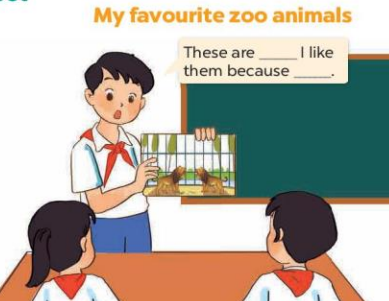 My favourite zoo animals
These are _____ I like
them because _____.